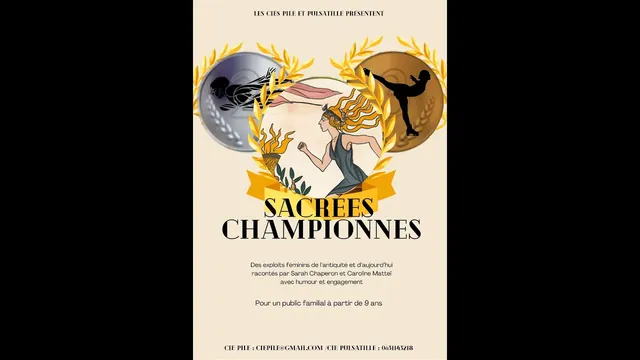 LES CIES PILE ET PULSATILLE PRÉSENTENT
SACRÉES
CHAMPIONNES
Des exploits féminins de l'antiquité et d'aujourd'hui
racontés par Sarah Chaperon et Caroline Mattei
avec humour et engagement
Pour un public familial à partir de 9 ans
CIE PILE : CIEPILE@GMAIL.COM /CIE PULSATILLE : 0651145218